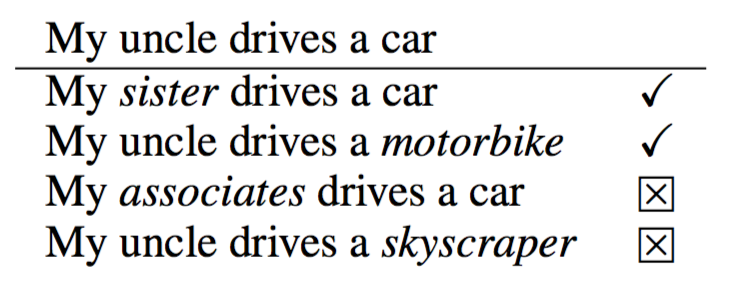 My uncle drives a car
My sister drives a car ✓
My uncle drives a motorbike ✓
My associates drives a car ☒
My uncle drives a skyscraper ☒